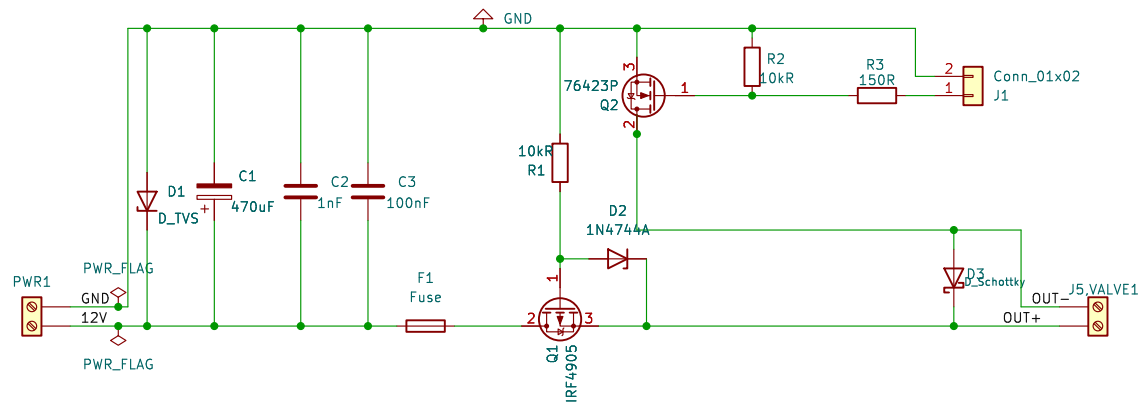 GND
3
76423P
Q2
1
2
R2
10kR
R3
150R
2
1
Conn_01x02
J1
10kR
R1
D1
D_TVS
C1
+
470uF
C2
1nF
C3
100nF
D2
1N4744A
PWR_FLAG
PWR1
GND
12V
PWR_FLAG
F1
Fuse
1
2
3
Q1
IRF4905
D3
D_Schottky
J5,VALVE1
OUT-
OUT+